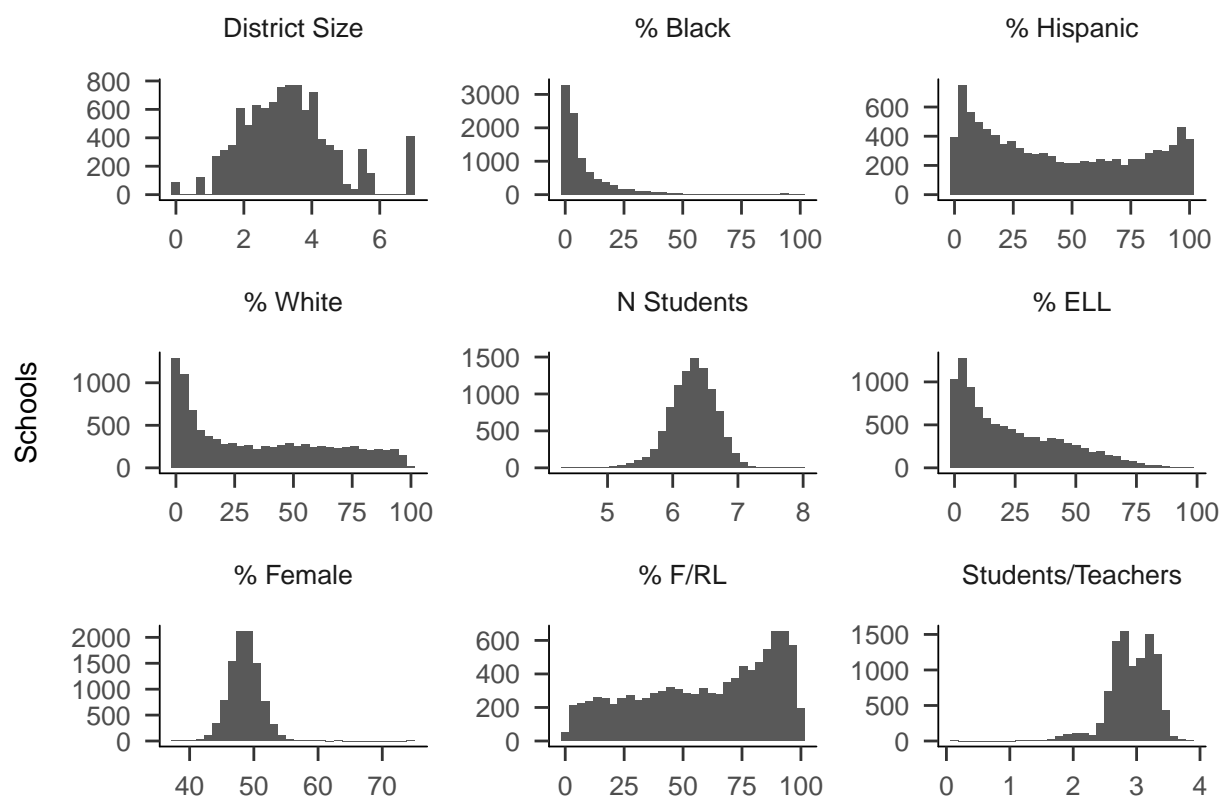 District Size
% Black
% Hispanic
800
600
400
200
0
0 2 4 6
3000
2000
1000
0
0 25 50 75 100
600
400
200
0
0 25 50 75 100
% White
N Students
% ELL
Schools
1000
500
0
0 25 50 75 100
1500
1000
500
0
5 6 7 8
1000
500
0
0 25 50 75 100
% Female
% F/RL
Students/Teachers
2000
1500
1000
500
0
40 50 60 70
600
400
200
0
0 25 50 75 100
1500
1000
500
0
0 1 2 3 4